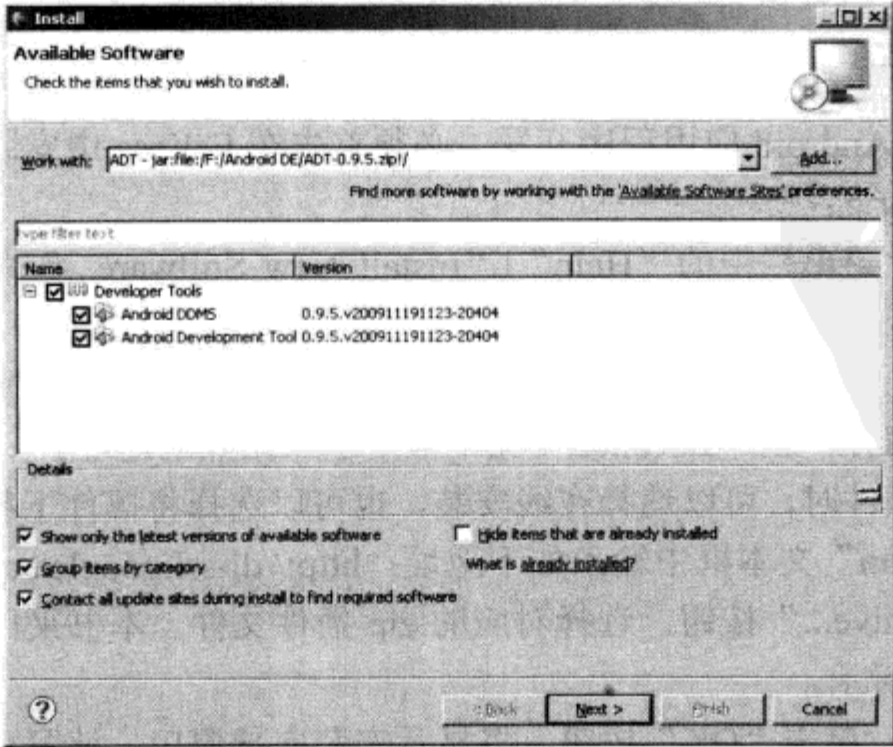 Install
Available Software
Check the items that you wish to install.
Work with: ADT - jar:file:/F:/Android DE/ADT-0.9.5.zip!/ Add...
Find more software by working with the 'Available Software Sites' preferences.
type filter text
Name Version
Developer Tools
Android DDMS 0.9.5.v200911191123-20404
Android Development Tool 0.9.5.v200911191123-20404
Details
Show only the latest versions of available software
Hide items that are already installed
Group items by category
What is already installed?
Contact all update sites during install to find required software
< Back Next > Finish Cancel